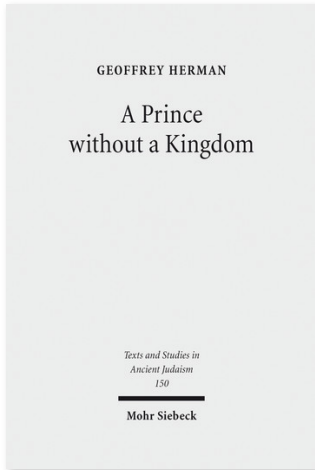 GEOFFREY HERMAN
A Prince
without a Kingdom
Texts and Studies in
Ancient Judaism
150
Mohr Siebeck